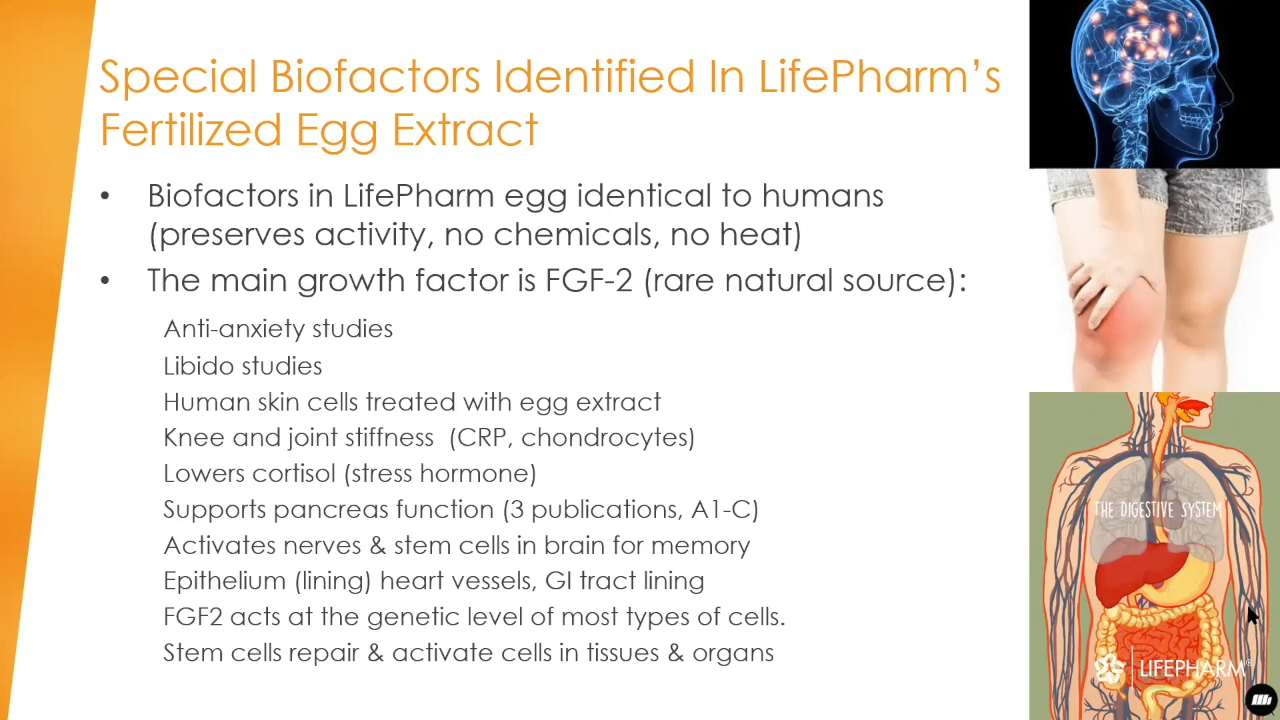 Special Biofactors Identified In LifePharm’s
Fertilized Egg Extract
• Biofactors in LifePharm egg identical to humans
(preserves activity, no chemicals, no heat)
• The main growth factor is FGF-2 (rare natural source):
Anti-anxiety studies
Libido studies
Human skin cells treated with egg extract
Knee and joint stiffness (CRP, chondrocytes)
Lowers cortisol (stress hormone)
Supports pancreas function (3 publications, A1-C)
Activates nerves & stem cells in brain for memory
Epithelium (lining) heart vessels, GI tract lining
FGF2 acts at the genetic level of most types of cells.
Stem cells repair & activate cells in tissues & organs
THE DIGESTIVE SYSTEM
LIFEPHARM®